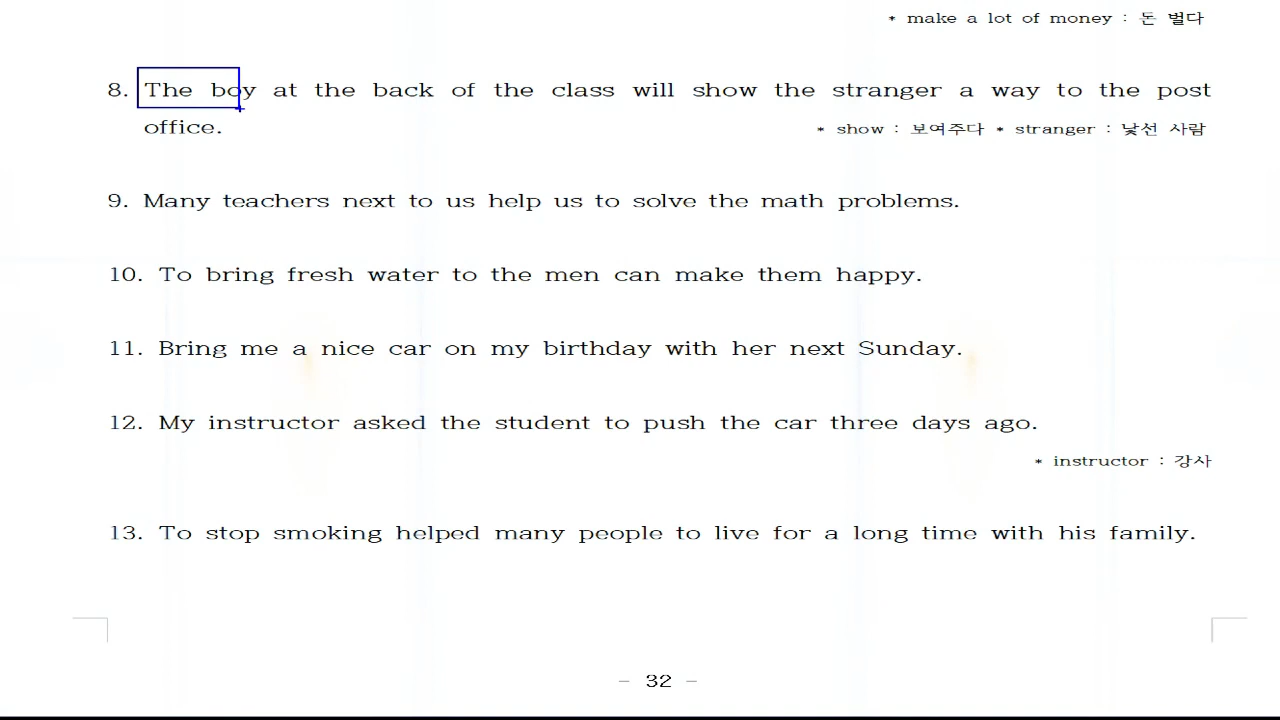 * make a lot of money : 돈 벌다
8. The boy at the back of the class will show the stranger a way to the post
office.
* show : 보여주다 * stranger : 낯선 사람
9. Many teachers next to us help us to solve the math problems.
10. To bring fresh water to the men can make them happy.
11. Bring me a nice car on my birthday with her next Sunday.
12. My instructor asked the student to push the car three days ago.
* instructor : 강사
13. To stop smoking helped many people to live for a long time with his family.
- 32 -